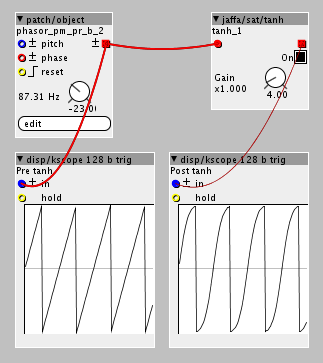 patch/object
phasor_pm_pr_b_2
pitch
phase
reset
87.31 Hz
-23.00
edit
jaffa/sat/tanh
tanh_1
On
Gain
x1.000
4.00
disp/kscope 128 b trig
Pre tanh
in
hold
disp/kscope 128 b trig
Post tanh
in
hold